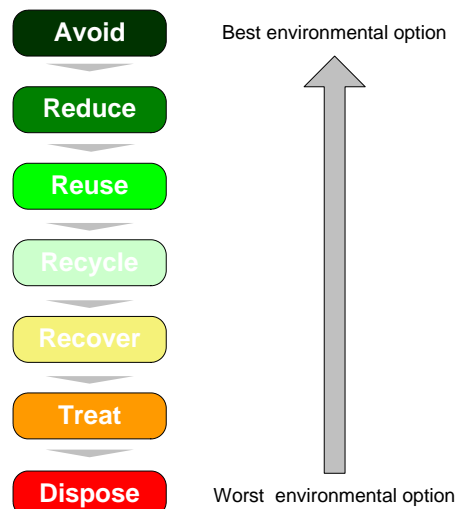 Avoid
Best environmental option
Reduce
Reuse
Recycle
Recover
Treat
Dispose
Worst environmental option